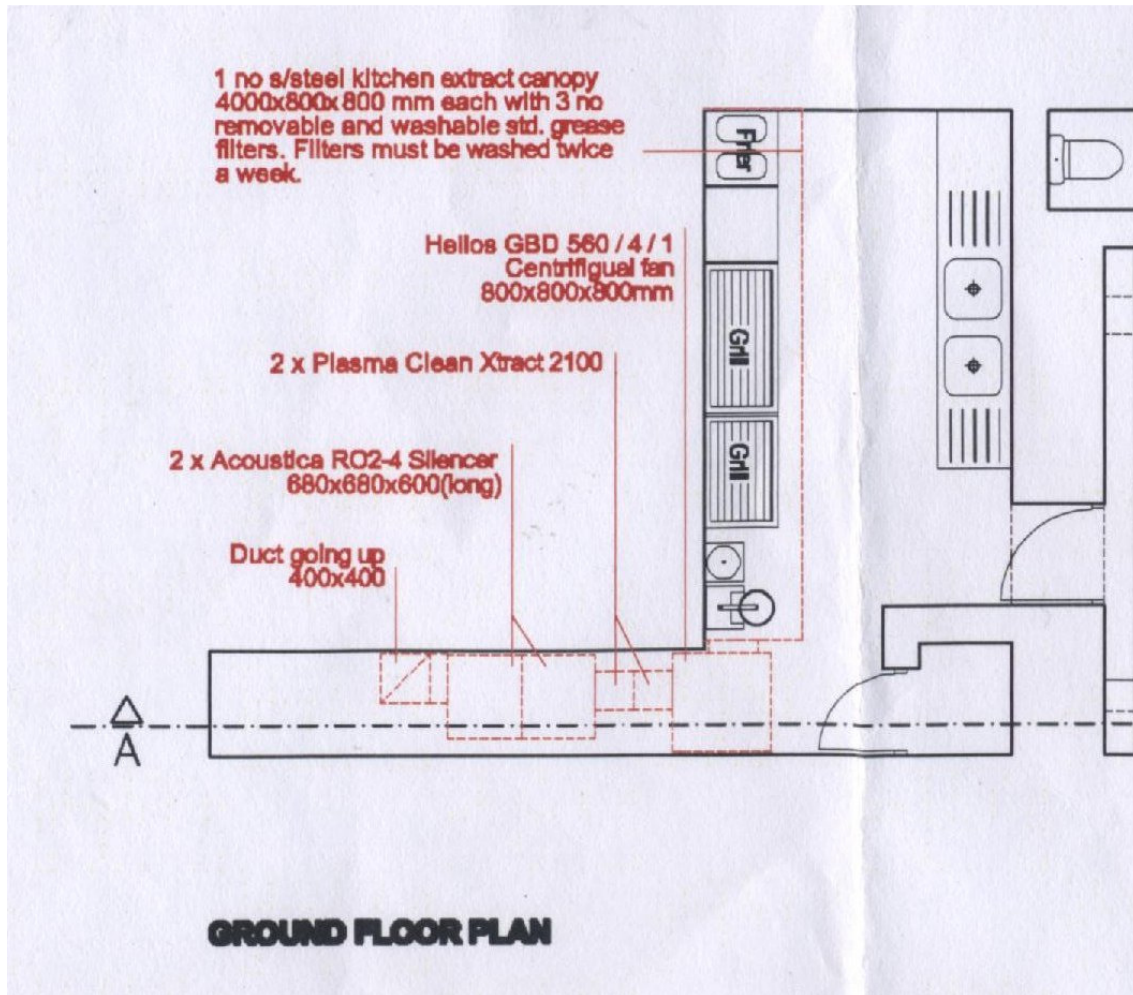 1 no s/steel kitchen extract canopy
4000x800x800 mm each with 3 no
removable and washable std. grease
filters. Filters must be washed twice
a week.
Frier
Helios GBD 560 / 4 / 1
Centrifigual fan
800x800x800mm
Grill
2 x Plasma Clean Xtract 2100
Grill
2 x Acoustica RO2-4 Silencer
680x680x600(long)
Duct going up
400x400
A
GROUND FLOOR PLAN